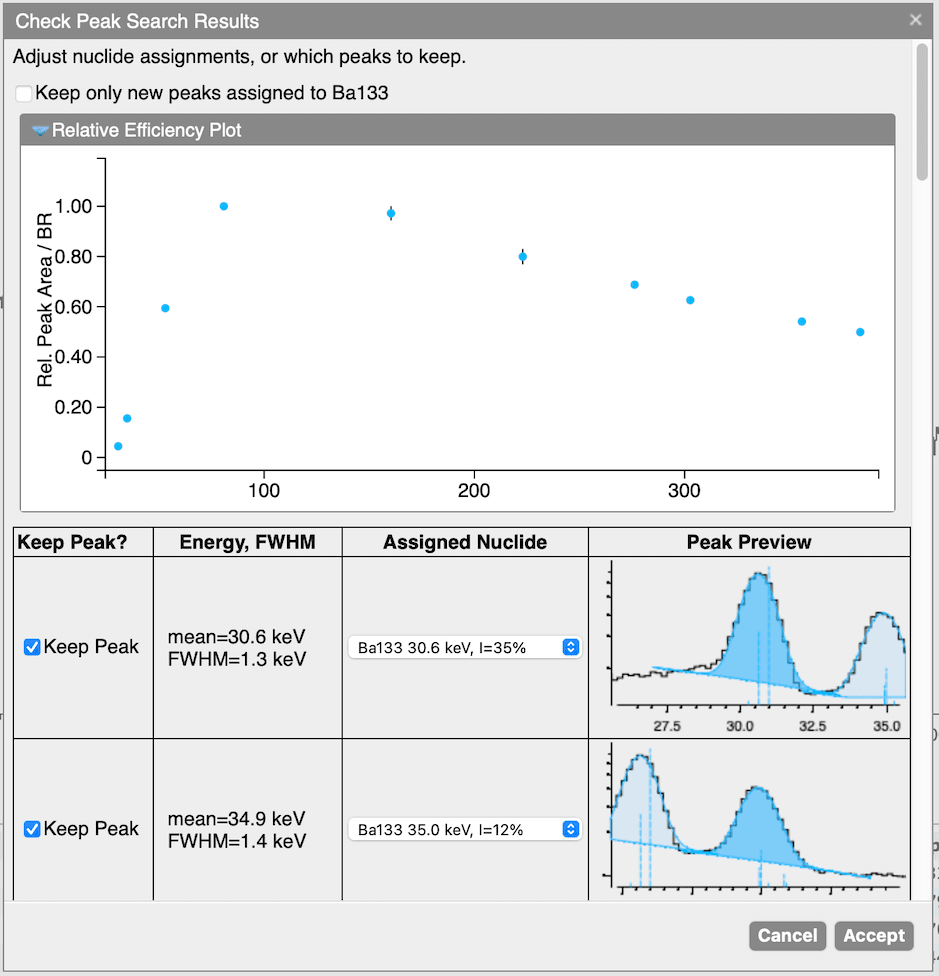 Check Peak Search Results
×
Adjust nuclide assignments, or which peaks to keep.
Keep only new peaks assigned to Ba133
Relative Efficiency Plot
Rel. Peak Area / BR
1.00
0.80
0.60
0.40
0.20
0
100 200 300
Keep Peak? Energy, FWHM Assigned Nuclide Peak Preview
Keep Peak
mean=30.6 keV
FWHM=1.3 keV
Ba133 30.6 keV, I=35%
27.5 30.0 32.5 35.0
Keep Peak
mean=34.9 keV
FWHM=1.4 keV
Ba133 35.0 keV, I=12%
Cancel Accept